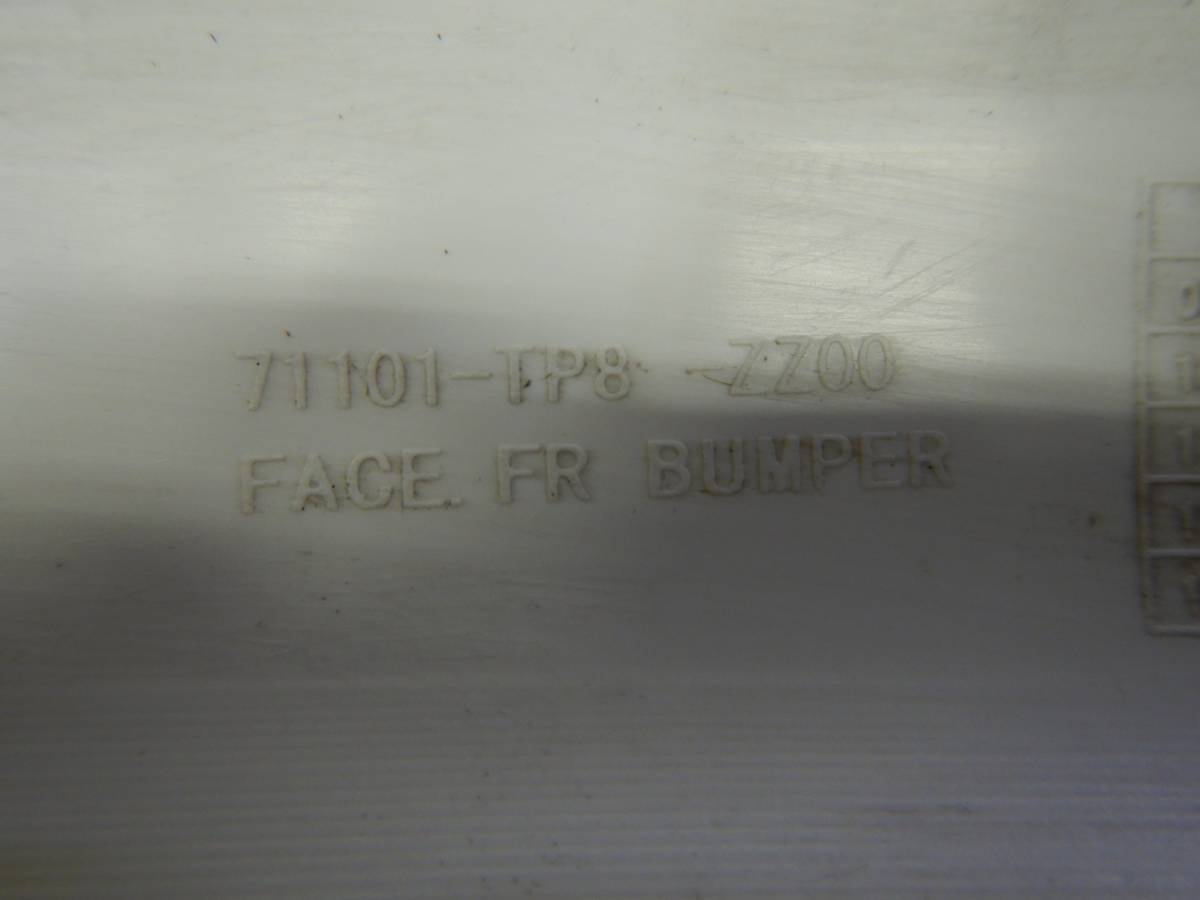 71101-TP8 -ZZ00
FACE. FR BUMPER